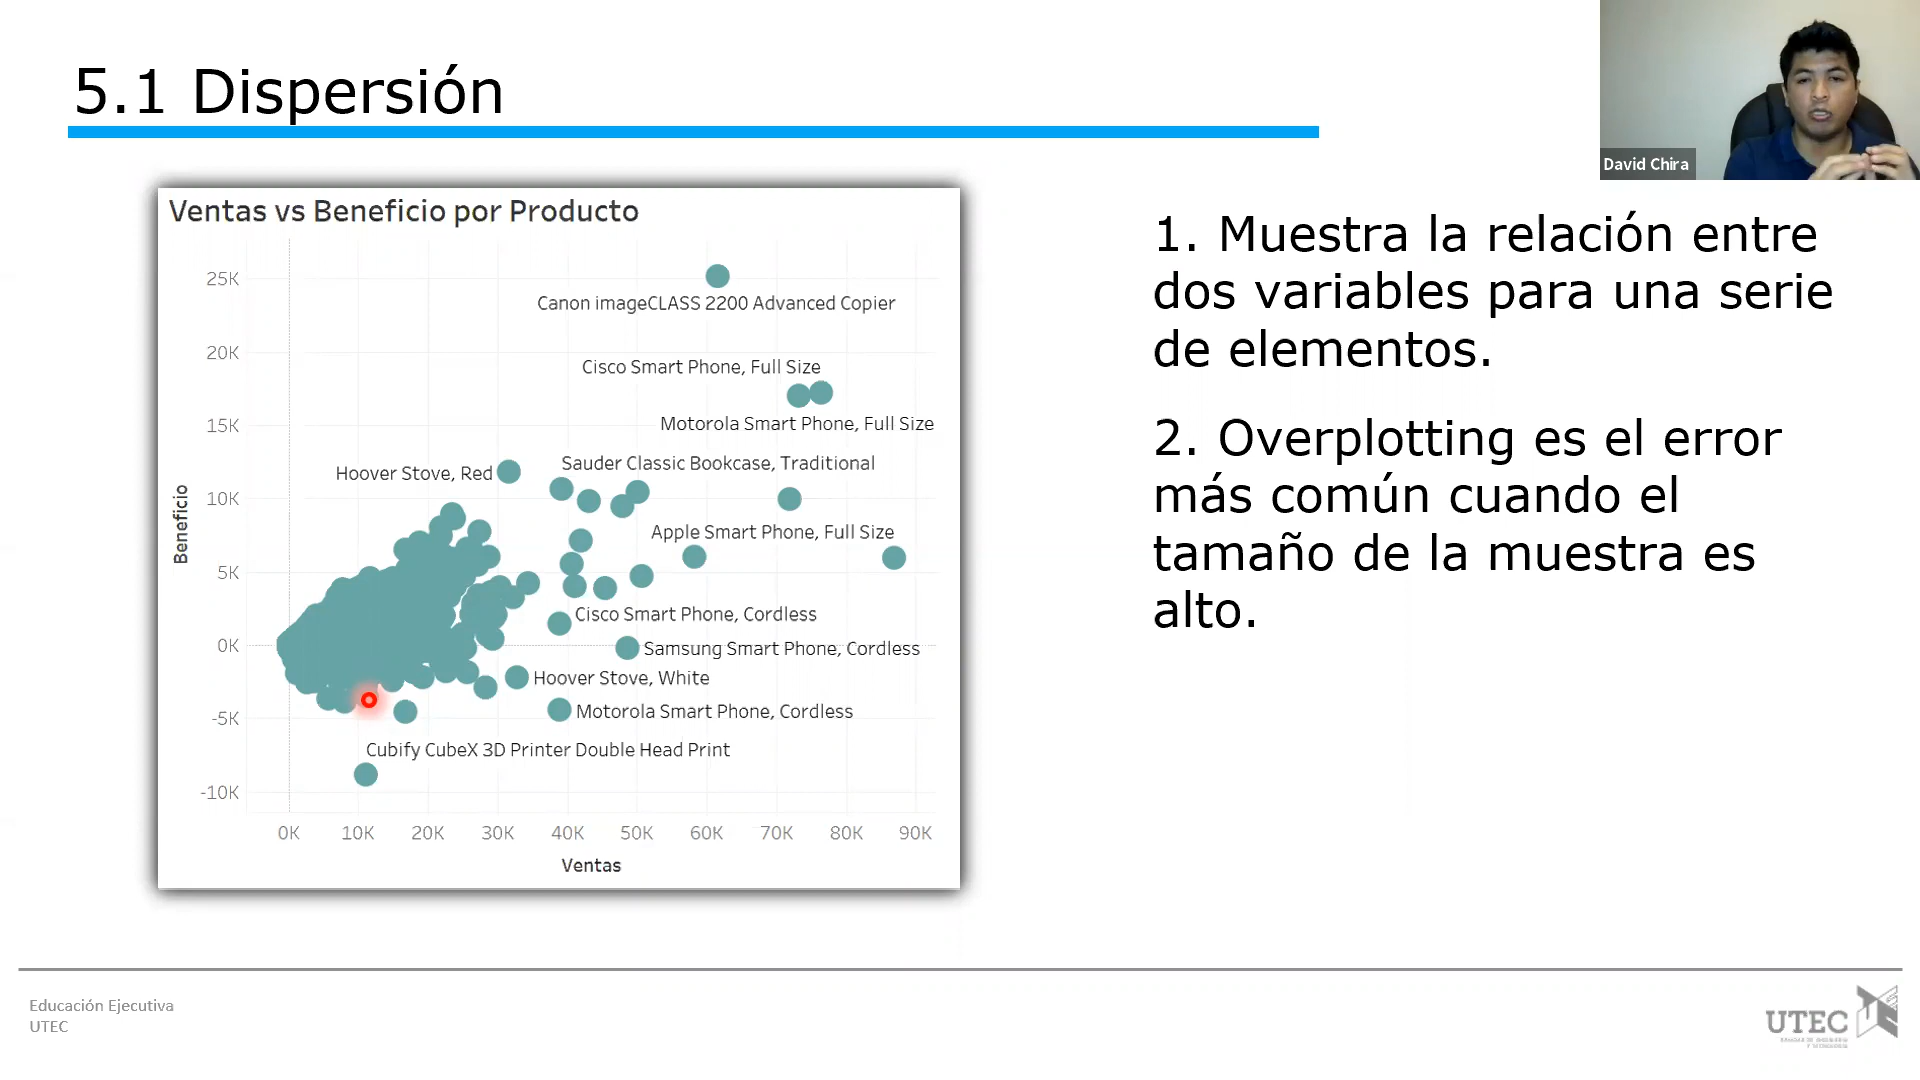 5.1 Dispersión
David Chira
Ventas vs Beneficio por Producto
25K
20K
15K
10K
5K
0K
-5K
-10K
Beneficio
Canon imageCLASS 2200 Advanced Copier
Cisco Smart Phone, Full Size
Motorola Smart Phone, Full Size
Sauder Classic Bookcase, Traditional
Hoover Stove, Red
Apple Smart Phone, Full Size
Cisco Smart Phone, Cordless
Samsung Smart Phone, Cordless
Hoover Stove, White
Motorola Smart Phone, Cordless
Cubify CubeX 3D Printer Double Head Print
0K 10K 20K 30K 40K 50K 60K 70K 80K 90K
Ventas
1. Muestra la relación entre
dos variables para una serie
de elementos.
2. Overplotting es el error
más común cuando el
tamaño de la muestra es
alto.
Educación Ejecutiva
UTEC
UTEC